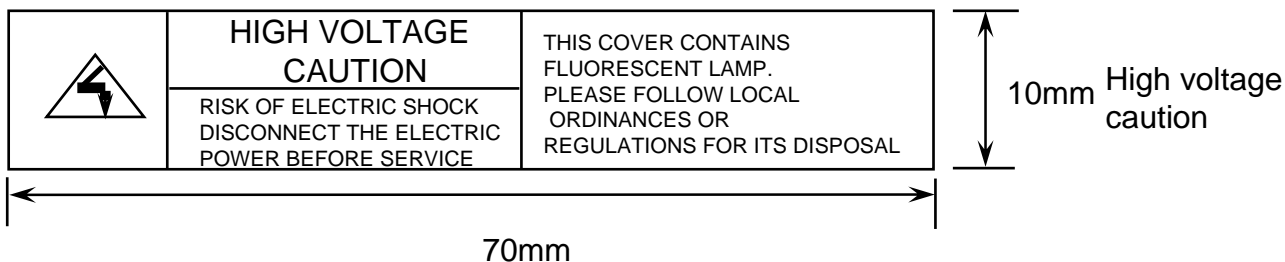 HIGH VOLTAGE
CAUTION
RISK OF ELECTRIC SHOCK
DISCONNECT THE ELECTRIC
POWER BEFORE SERVICE
THIS COVER CONTAINS
FLUORESCENT LAMP.
PLEASE FOLLOW LOCAL
ORDINANCES OR
REGULATIONS FOR ITS DISPOSAL
10mm
High voltage
caution
70mm